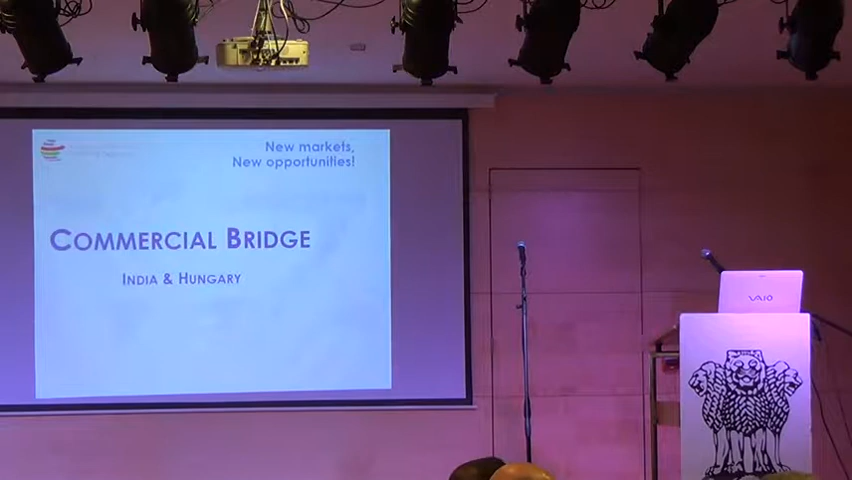 New markets,
New opportunities!
COMMERCIAL BRIDGE
INDIA & HUNGARY
VAIO